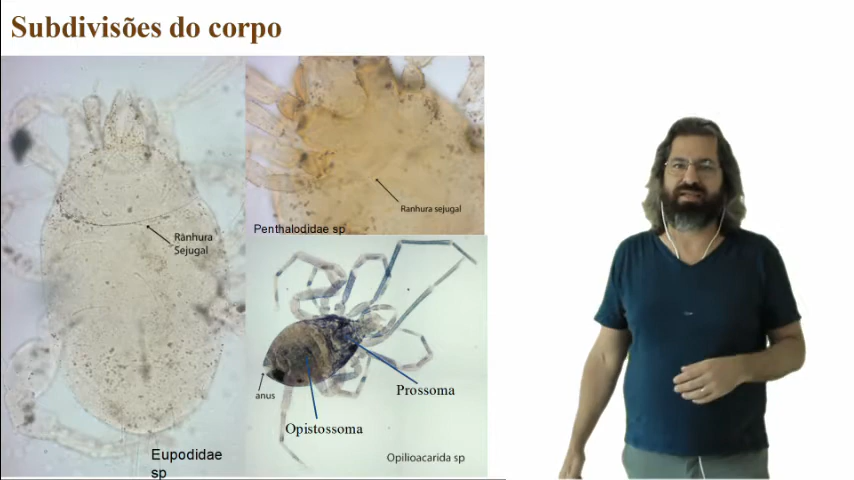 Subdivisões do corpo
Ranhura
Sejugal
Eupodidae
sp
Ranhura sejugal
Penthalodidae sp
Prossoma
anus
Opistossoma
Opilioacarida sp